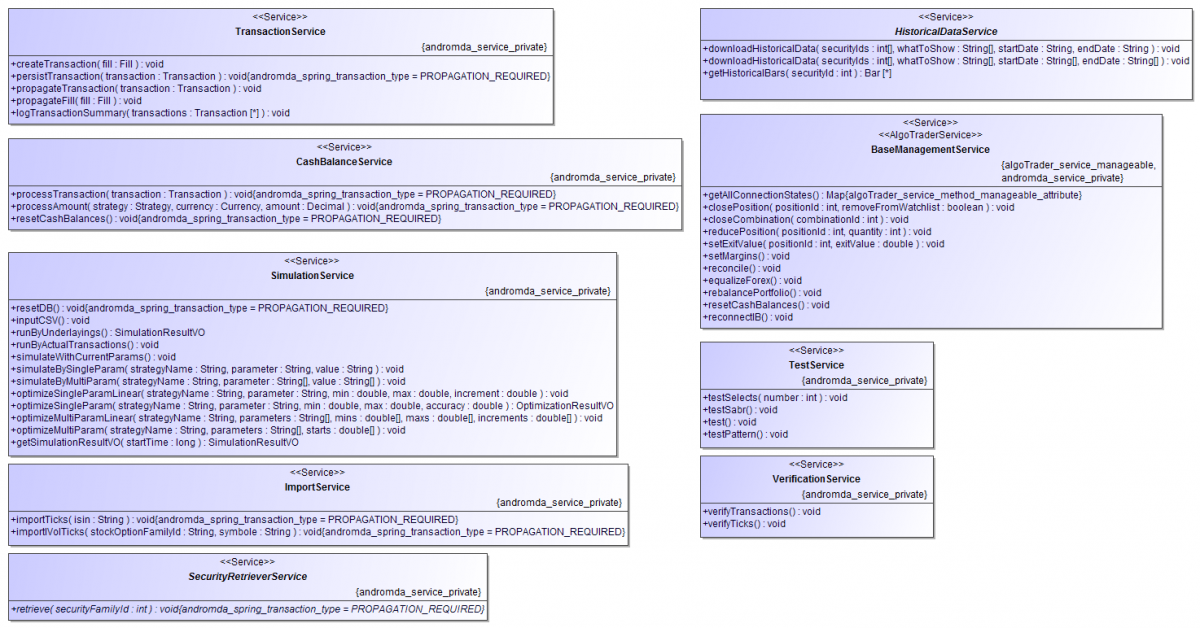 <<Service>>
TransactionService
{andromda_service_private}
+createTransaction( fill : Fill ) : void
+persistTransaction( transaction : Transaction ) : void{andromda_spring_transaction_type = PROPAGATION_REQUIRED}
+propagateTransaction( transaction : Transaction ) : void
+propagateFill( fill : Fill ) : void
+logTransactionSummary( transactions : Transaction [*] ) : void
<<Service>>
CashBalanceService
{andromda_service_private}
+processTransaction( transaction : Transaction ) : void{andromda_spring_transaction_type = PROPAGATION_REQUIRED}
+processAmount( strategy : Strategy, currency : Currency, amount : Decimal ) : void{andromda_spring_transaction_type = PROPAGATION_REQUIRED}
+resetCashBalances() : void{andromda_spring_transaction_type = PROPAGATION_REQUIRED}
<<Service>>
SimulationService
{andromda_service_private}
+resetDB() : void{andromda_spring_transaction_type = PROPAGATION_REQUIRED}
+inputCSV() : void
+runByUnderlayings() : SimulationResultVO
+runByActualTransactions() : void
+simulateWithCurrentParams() : void
+simulateBySingleParam( strategyName : String, parameter : String, value : String ) : void
+simulateByMultiParam( strategyName : String, parameter : String[], value : String[] ) : void
+optimizeSingleParamLinear( strategyName : String, parameter : String, min : double, max : double, increment : double ) : void
+optimizeSingleParam( strategyName : String, parameter : String, min : double, max : double, accuracy : double ) : OptimizationResultVO
+optimizeMultiParamLinear( strategyName : String, parameters : String[], mins : double[], maxs : double[], increments : double[] ) : void
+optimizeMultiParam( strategyName : String, parameters : String[], starts : double[] ) : void
+getSimulationResultVO( startTime : long ) : SimulationResultVO
<<Service>>
ImportService
{andromda_service_private}
+importTicks( isin : String ) : void{andromda_spring_transaction_type = PROPAGATION_REQUIRED}
+importIVolTicks( stockOptionFamilyId : String, symbole : String ) : void{andromda_spring_transaction_type = PROPAGATION_REQUIRED}
<<Service>>
SecurityRetrieverService
{andromda_service_private}
+retrieve( securityFamilyId : int ) : void{andromda_spring_transaction_type = PROPAGATION_REQUIRED}
<<Service>>
HistoricalDataService
+downloadHistoricalData( securityIds : int[], whatToShow : String[], startDate : String, endDate : String ) : void
+downloadHistoricalData( securityIds : int[], whatToShow : String[], startDate : String[], endDate : String[] ) : void
+getHistoricalBars( securityId : int ) : Bar [*]
<<Service>>
<<AlgoTraderService>>
BaseManagementService
{algoTrader_service_manageable,
andromda_service_private}
+getAllConnectionStates() : Map{algoTrader_service_method_manageable_attribute}
+closePosition( positionId : int, removeFromWatchlist : boolean ) : void
+closeCombination( combinationId : int ) : void
+reducePosition( positionId : int, quantity : int ) : void
+setExitValue( positionId : int, exitValue : double ) : void
+setMargins() : void
+reconcile() : void
+equalizeForex() : void
+rebalancePortfolio() : void
+resetCashBalances() : void
+reconnectIB() : void
<<Service>>
TestService
{andromda_service_private}
+testSelects( number : int ) : void
+testSabr() : void
+test() : void
+testPattern() : void
<<Service>>
VerificationService
{andromda_service_private}
+verifyTransactions() : void
+verifyTicks() : void